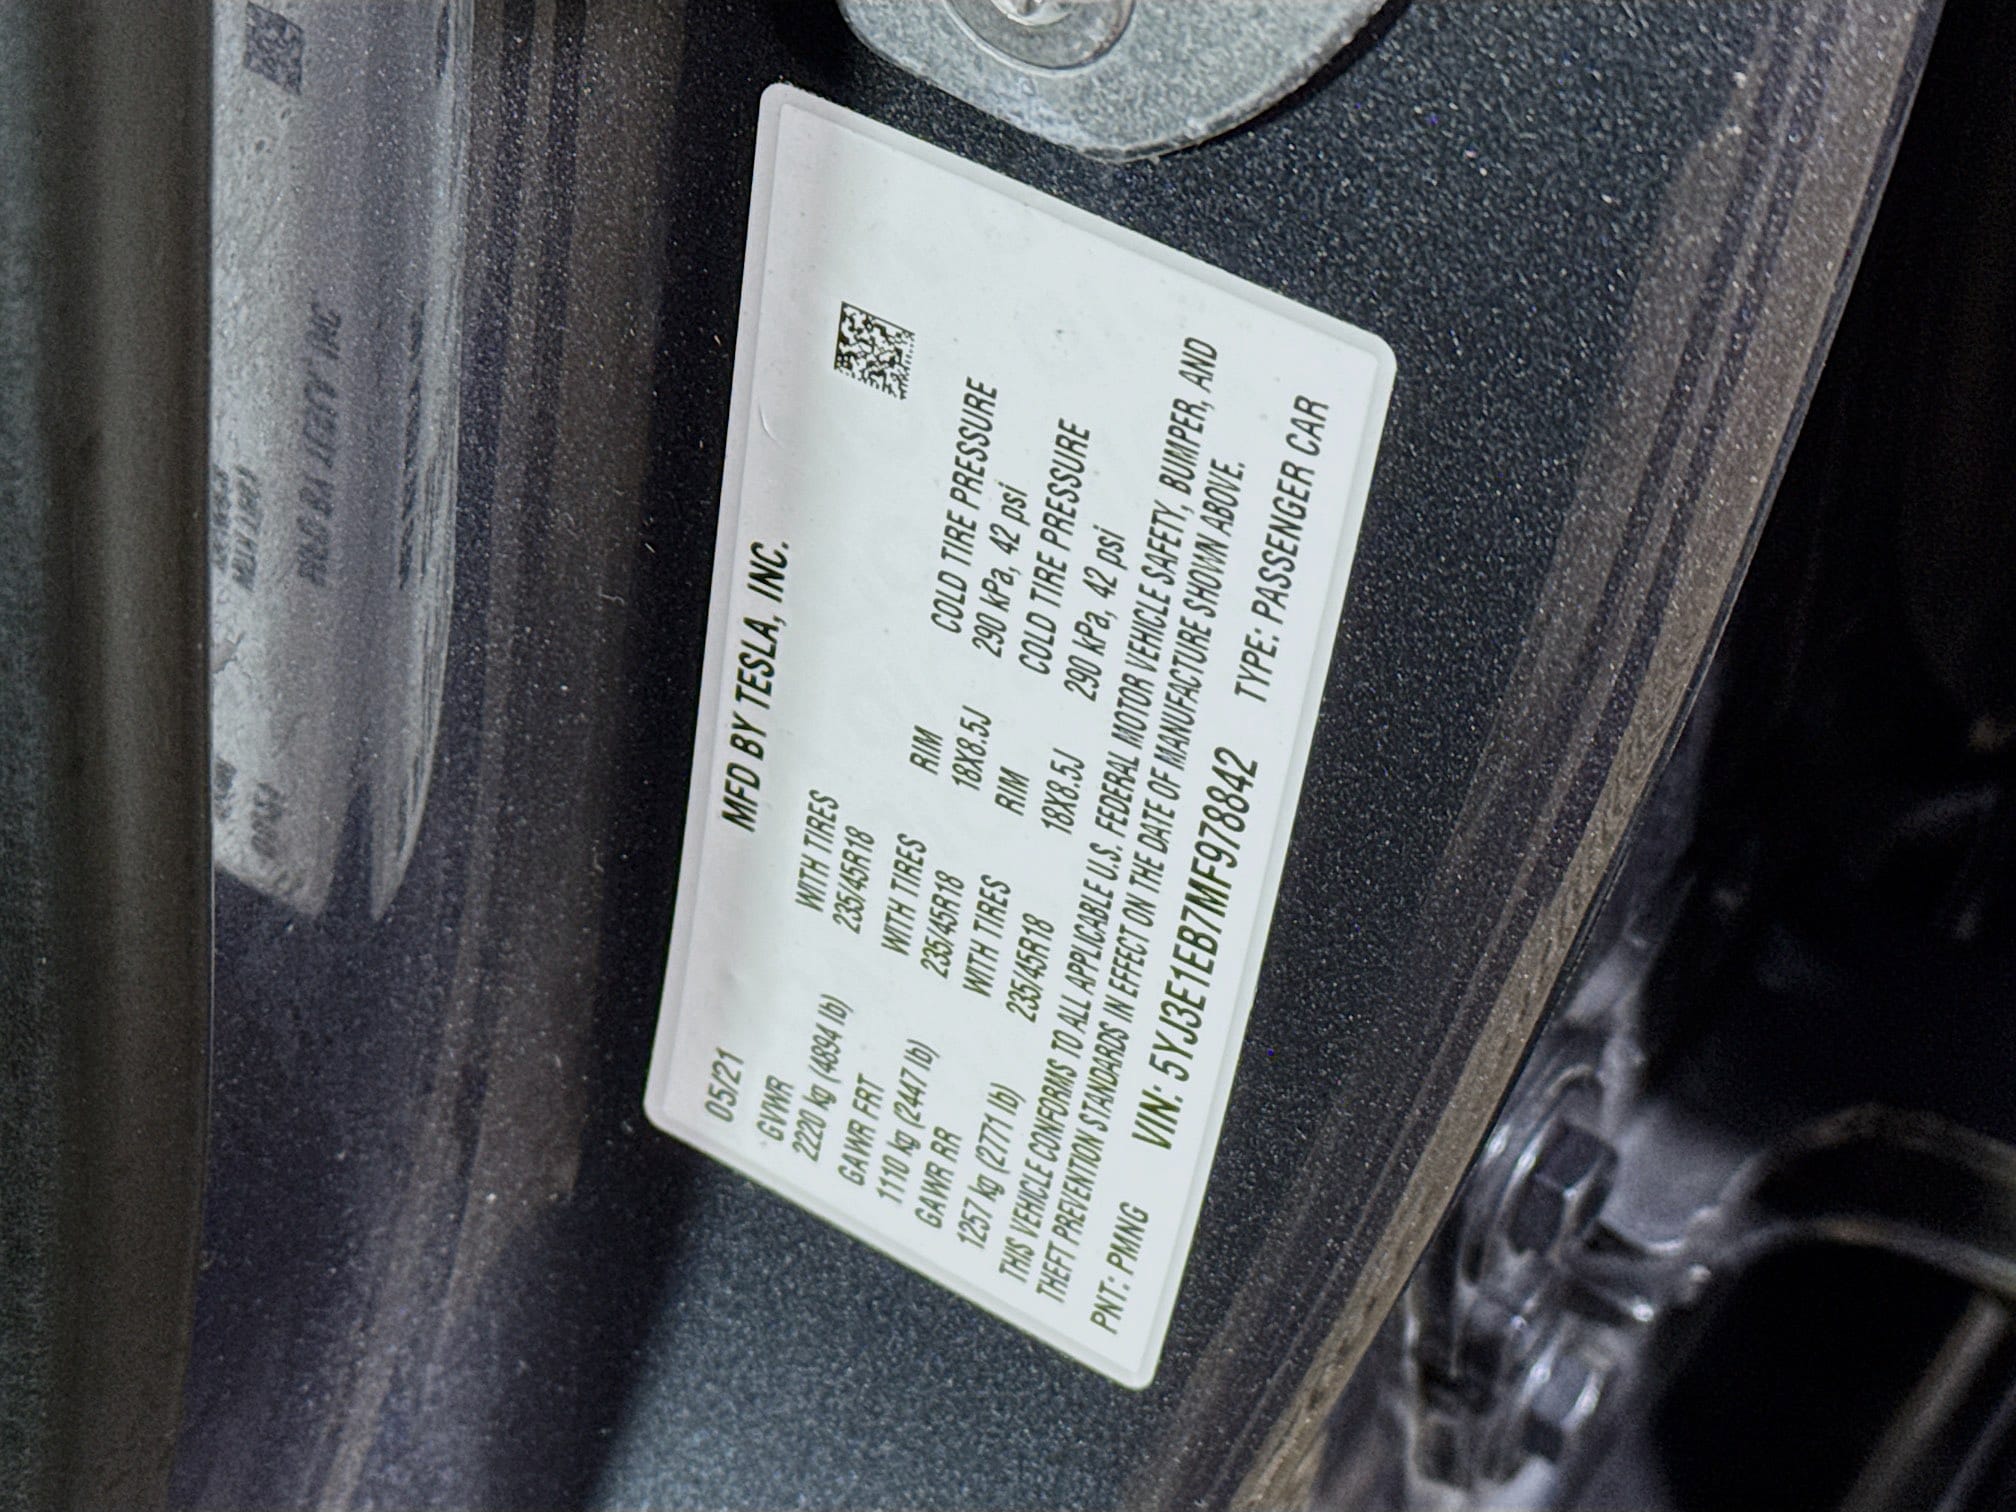 MFD BY TESLA, INC.
05/21
GVWR WITH TIRES
2220 kg (4894 lb) 235/45R18
GAWR FRT WITH TIRES RIM COLD TIRE PRESSURE
1110 kg (2447 lb) 235/45R18 18X8.5J 290 kPa, 42 psi
GAWR RR WITH TIRES RIM COLD TIRE PRESSURE
1257 kg (2771 lb) 235/45R18 18X8.5J 290 kPa, 42 psi
THIS VEHICLE CONFORMS TO ALL APPLICABLE U.S. FEDERAL MOTOR VEHICLE SAFETY, BUMPER, AND
THEFT PREVENTION STANDARDS IN EFFECT ON THE DATE OF MANUFACTURE SHOWN ABOVE.
PNT: PMNG VIN: 5YJ3E1EB7MF978842 TYPE: PASSENGER CAR